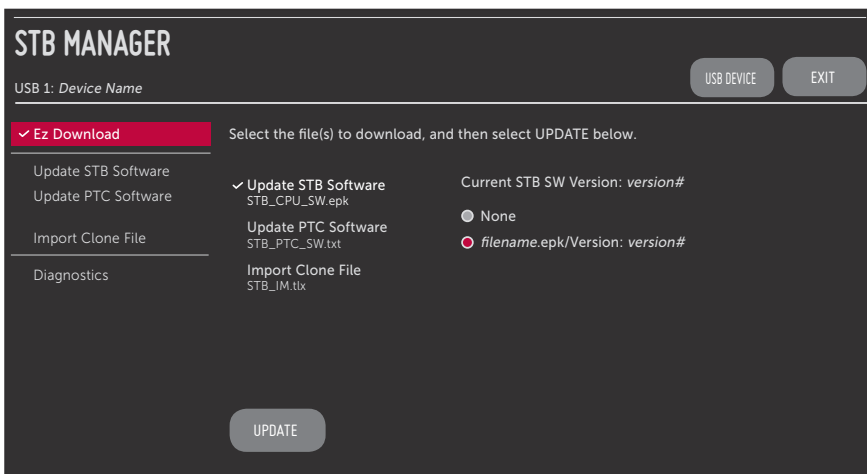 STB MANAGER
USB 1: Device Name
USB DEVICE
EXIT
Ez Download
Update STB Software
Update PTC Software
Import Clone File
Diagnostics
Select the file(s) to download, and then select UPDATE below.
Update STB Software
STB_CPU_SW.epk
Update PTC Software
STB_PTC_SW.txt
Import Clone File
STB_IM.tlx
Current STB SW Version: version#
None
filename.epk/Version: version#
UPDATE